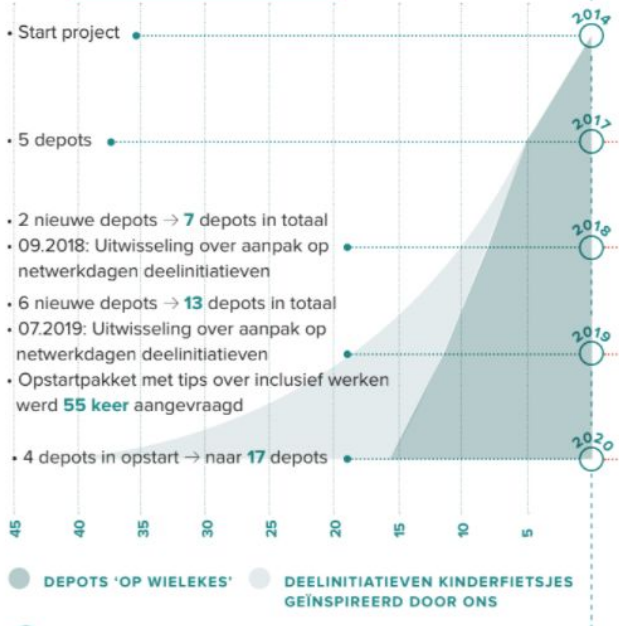 2014
• Start project
2017
• 5 depots
2018
• 2 nieuwe depots → 7 depots in totaal
• 09.2018: Uitwisseling over aanpak op
netwerkdagen deelinitiatieven
2019
• 6 nieuwe depots → 13 depots in totaal
• 07.2019: Uitwisseling over aanpak op
netwerkdagen deelinitiatieven
• Opstartpakket met tips over inclusief werken
werd 55 keer aangevraagd
2020
• 4 depots in opstart → naar 17 depots
45 40 35 30 25 20 15 10 5
DEPOTS ‘OP WIELEKES’
DEELINITIATIEVEN KINDERFIETSJES
GEÏNSPIREERD DOOR ONS